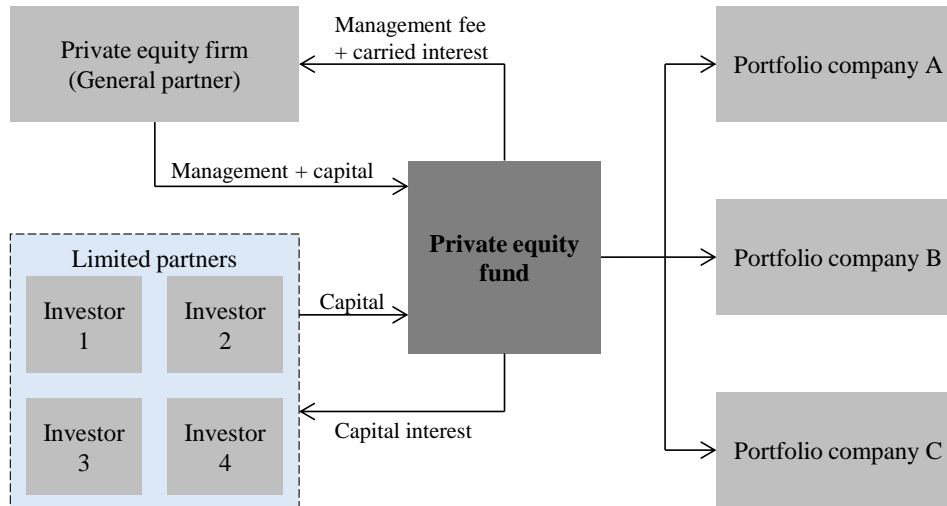 Management fee
+ carried interest
Private equity firm
(General partner)
Portfolio company A
Management + capital
Private equity
fund
Portfolio company B
Limited partners
Investor
1
Investor
2
Capital
Investor
3
Investor
4
Capital interest
Portfolio company C